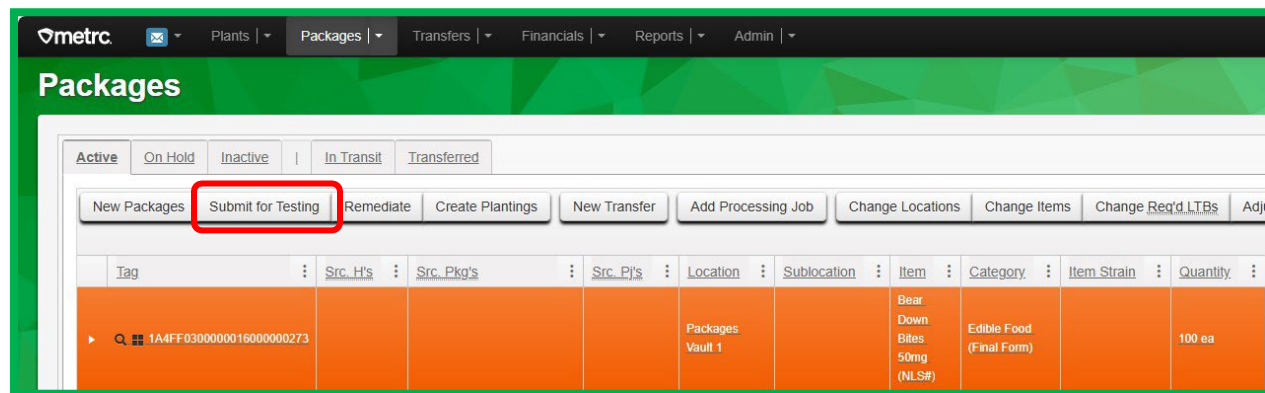 metrc. Plants | Packages | Transfers | Financials | Reports | Admin |
Packages
Active On Hold Inactive | In Transit Transferred
New Packages Submit for Testing Remediate Create Plantings New Transfer Add Processing Job Change Locations Change Items Change Req'd LTBs
Tag Src. H's Src. Pkg's Src. Pj's Location Sublocation Item Category Item Strain Quantity
1A4FF0300000016000000273 Packages Vault 1 Bear Down Bites 50mg (NLS#) Edible Food (Final Form) 100 ea